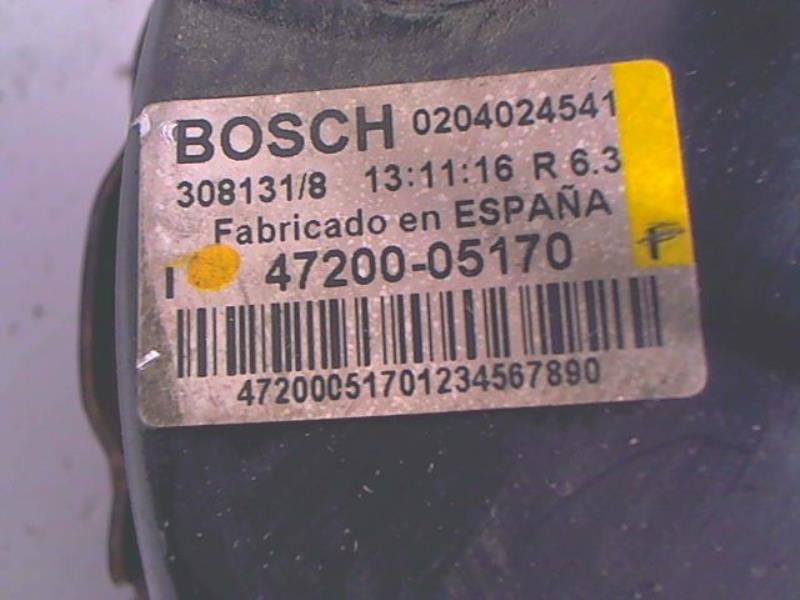 BOSCH 0204024541
308131/8 13:11:16 R 6.3
Fabricado en ESPAÑA
I 47200-05170 F
47200051701234567890